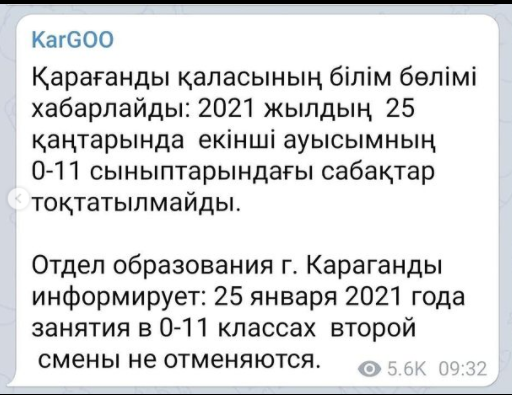 KarGOO
Қарағанды қаласының білім бөлімі
хабарлайды: 2021 жылдың 25
қаңтарында екінші ауысымның
0-11 сыныптарындағы сабақтар
тоқтатылмайды.
Отдел образования г. Караганды
информирует: 25 января 2021 года
занятия в 0-11 классах второй
смены не отменяются.
5.6K 09:32